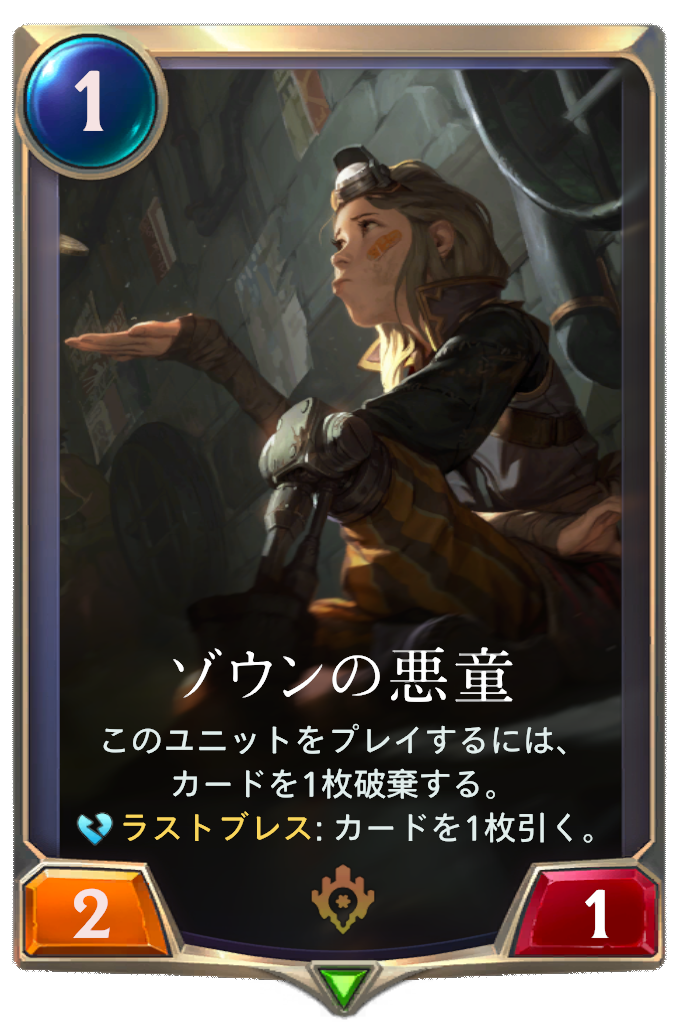 1
ゾウンの悪童
このユニットをプレイするには、
カードを1枚破棄する。
ラストブレス: カードを1枚引く。
2
1